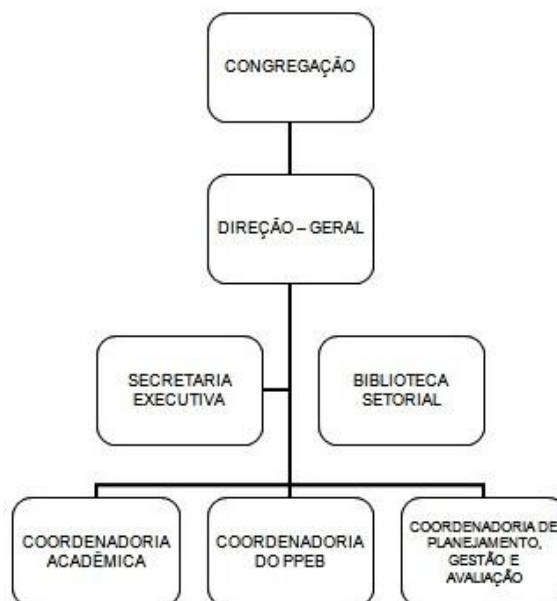 CONGREGAÇÃO
DIREÇÃO – GERAL
SECRETARIA
EXECUTIVA
BIBLIOTECA
SETORIAL
COORDENADORIA
ACADÊMICA
COORDENADORIA
DO PPEB
COORDENADORIA DE
PLANEJAMENTO,
GESTÃO E
AVALIAÇÃO